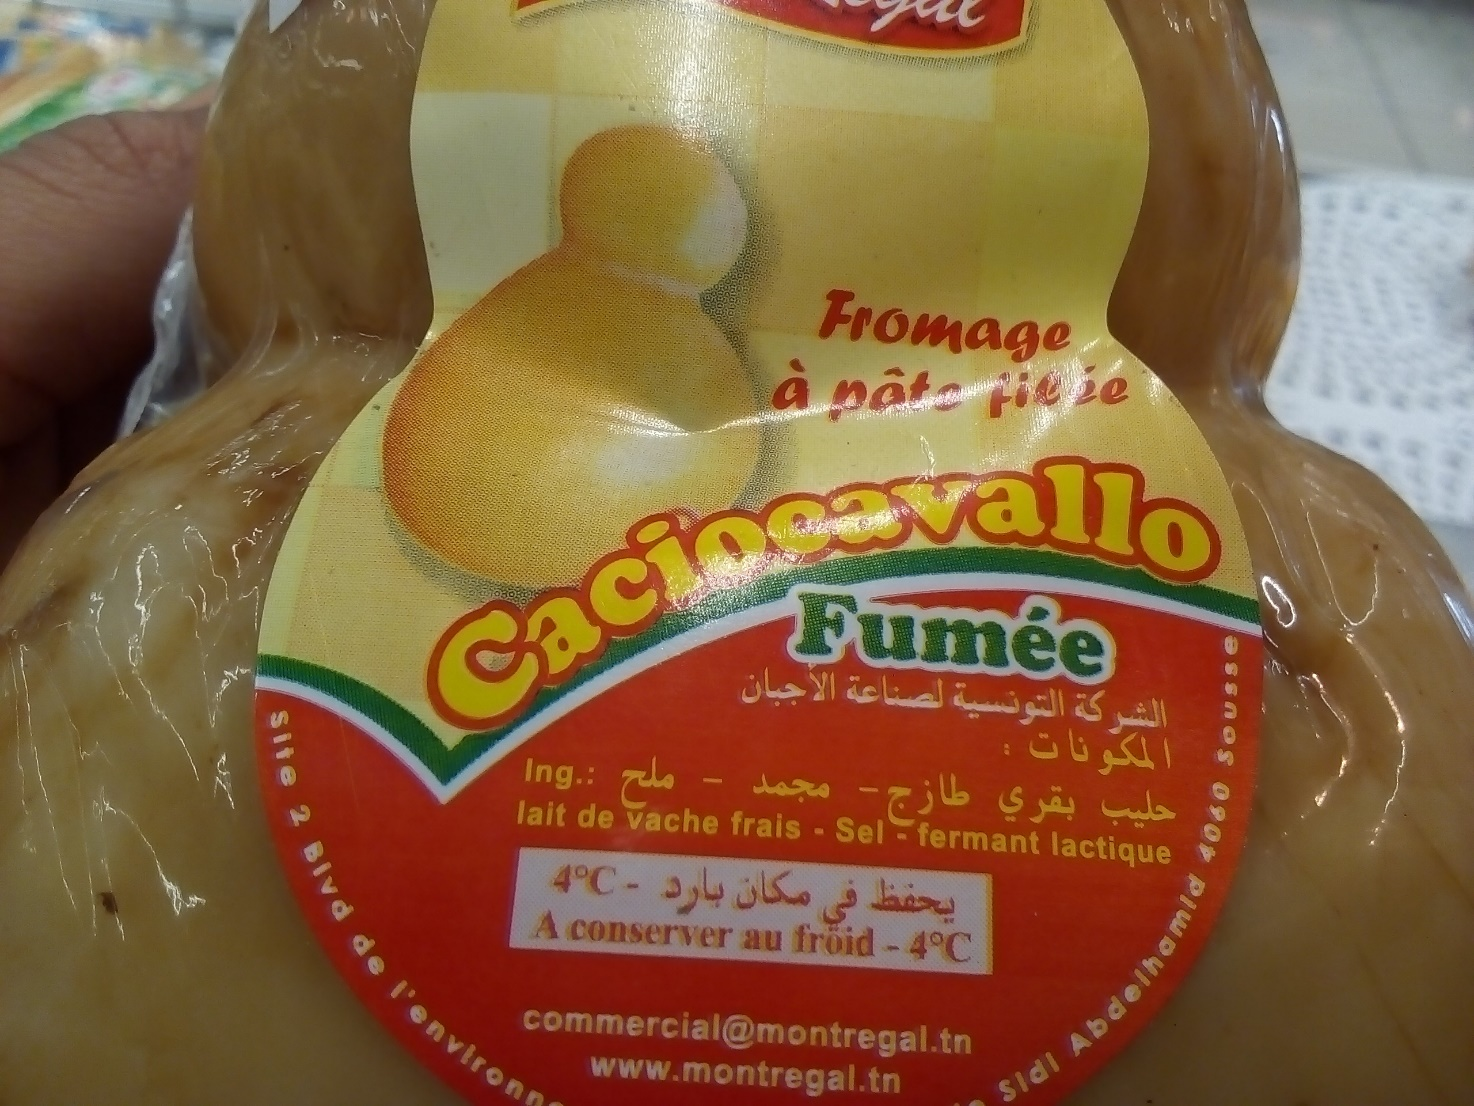 Fromage
à pâte filée
Caciocavallo
Fumée
الشركة التونسية لصناعة الأجبان
المكونات :
Ing.: حليب بقري طازج - مجمد - ملح
lait de vache frais - Sel - fermant lactique
يحفظ في مكان بارد - 4°C
A conserver au froid - 4°C
commercial@montregal.tn
www.montregal.tn
Site 2 Blvd de l'environne
Sidi Abdelhamid 4060 Sousse